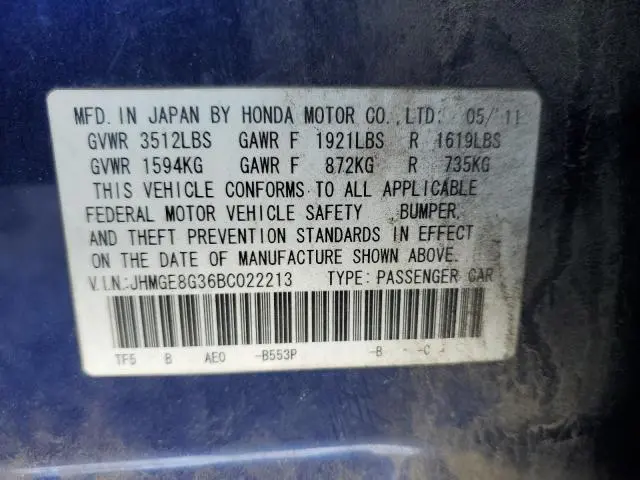 MFD. IN JAPAN BY HONDA MOTOR CO., LTD: 05/11
GVWR 3512LBS GAWR F 1921LBS R 1619LBS
GVWR 1594KG GAWR F 872KG R 735KG
THIS VEHICLE CONFORMS TO ALL APPLICABLE
FEDERAL MOTOR VEHICLE SAFETY BUMPER,
AND THEFT PREVENTION STANDARDS IN EFFECT
ON THE DATE OF MANUFACTURE SHOWN ABOVE.
V.I.N.:JHMGE8G36BC022213 TYPE: PASSENGER CAR
TF5 B AE0 -B553P -B -C